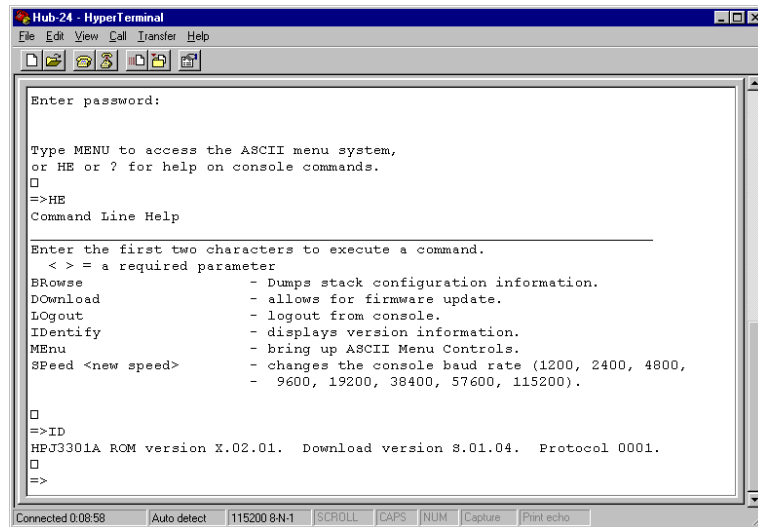 Hub-24 - HyperTerminal
File Edit View Call Transfer Help
Enter password:
Type MENU to access the ASCII menu system,
or HE or ? for help on console commands.
=>HE
Command Line Help
Enter the first two characters to execute a command.
< > = a required parameter
BRowse - Dumps stack configuration information.
DOwnload - allows for firmware update.
LOgout - logout from console.
IDentify - displays version information.
MEnu - bring up ASCII Menu Controls.
SPeed <new speed> - changes the console baud rate (1200, 2400, 4800,
- 9600, 19200, 38400, 57600, 115200).
=>ID
HPJ3301A ROM version X.02.01. Download version S.01.04. Protocol 0001.
=>
Connected 0:08:58 Auto detect 115200 8-N-1 SCROLL CAPS NUM Capture Print echo